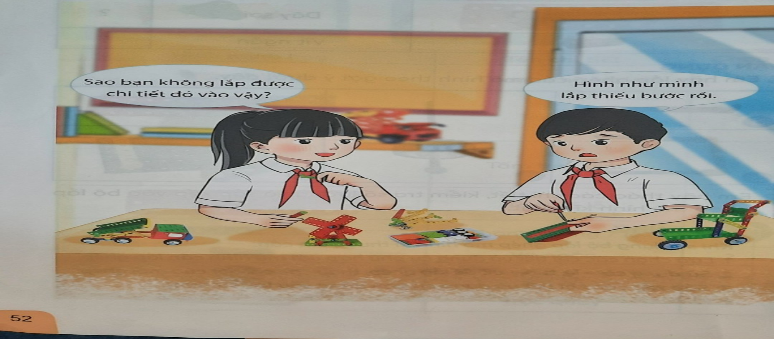 Sao bạn không lắp được
chi tiết đó vào vậy?
Hình như mình
lắp thiếu bước rồi.
52